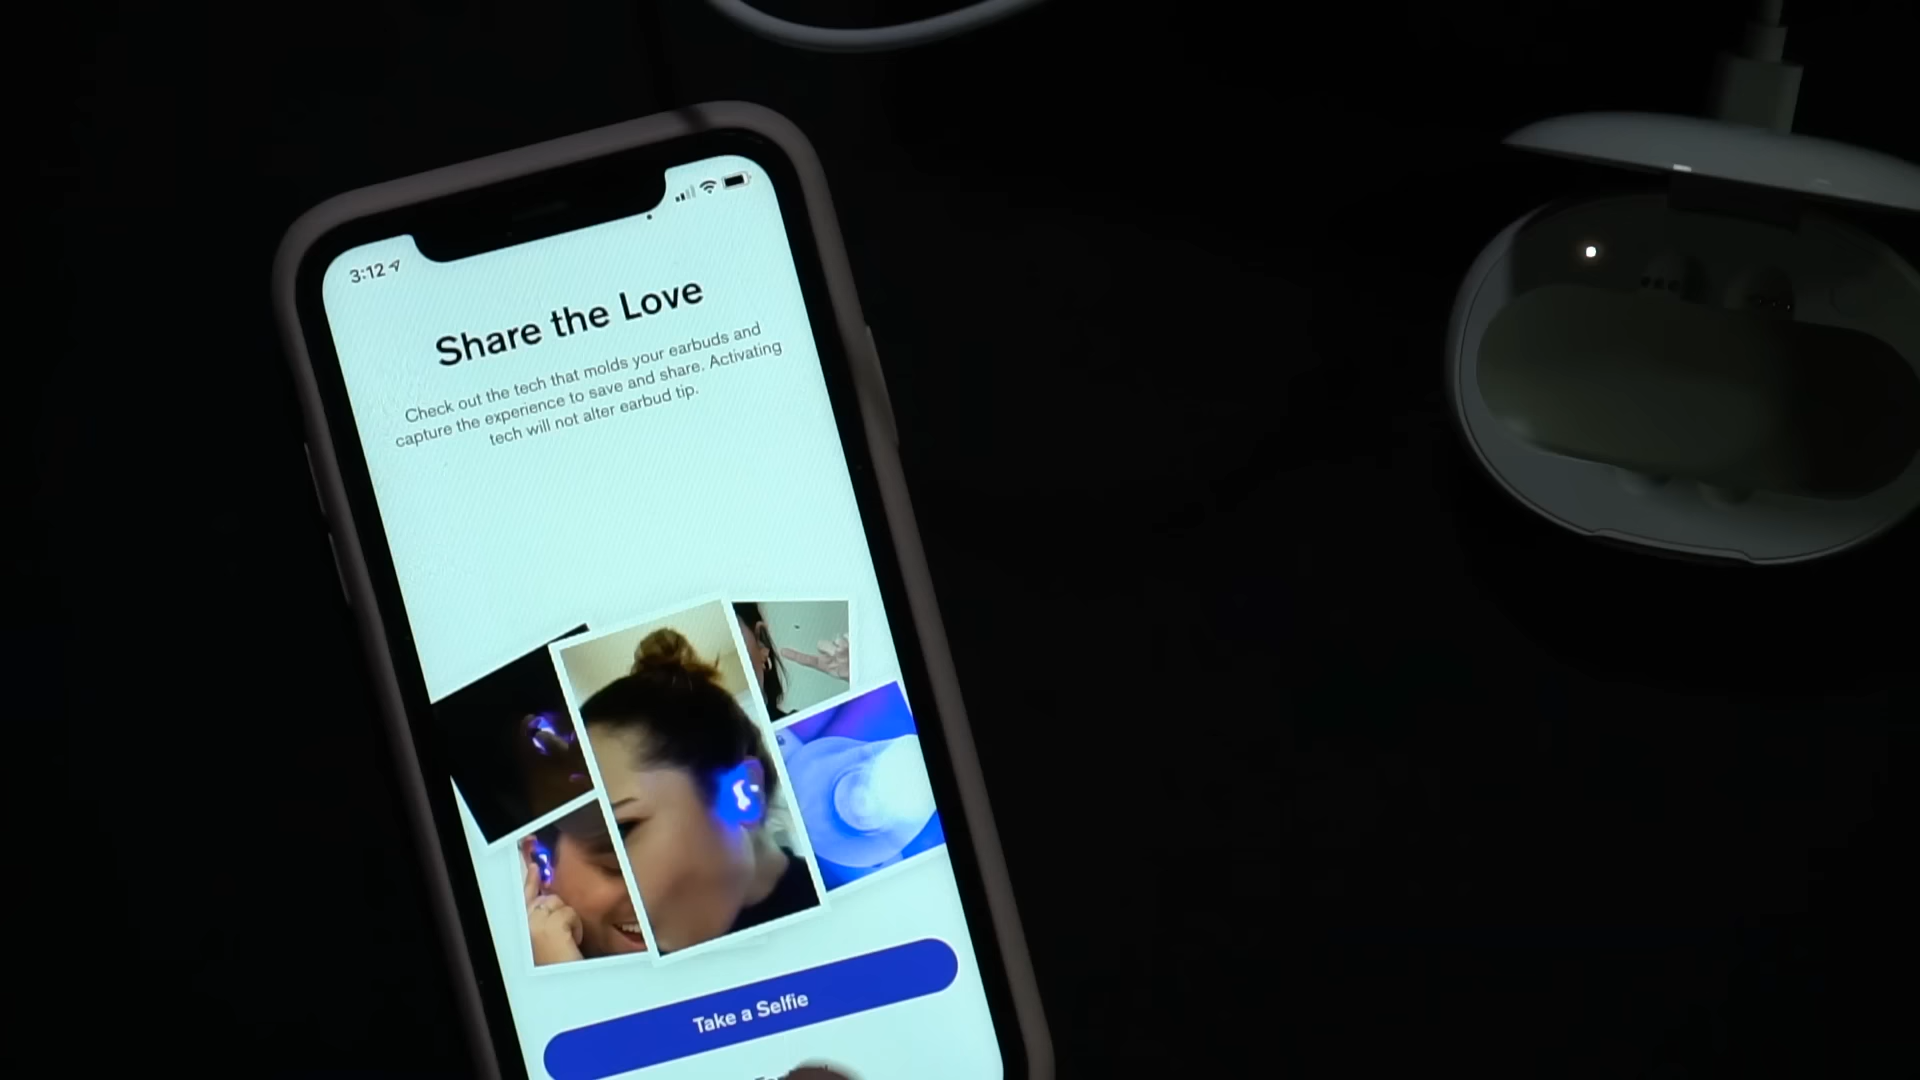 3:12
Share the Love
Check out the tech that molds your earbuds and
capture the experience to save and share. Activating
tech will not alter earbud tip.
Take a Selfie